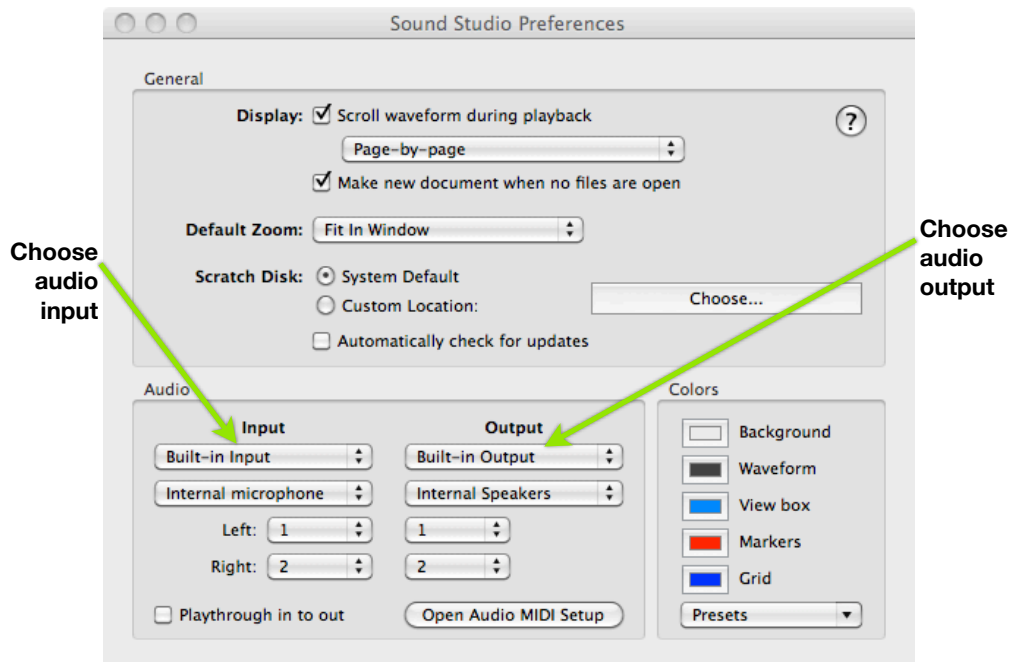 Sound Studio Preferences
General
Display: Scroll waveform during playback
Page-by-page
Make new document when no files are open
Default Zoom: Fit In Window
Scratch Disk: System Default
Custom Location: Choose...
Automatically check for updates
?
Choose
audio
input
Choose
audio
output
Audio
Input Output
Built-in Input Built-in Output
Internal microphone Internal Speakers
Left: 1 1
Right: 2 2
Playthrough in to out Open Audio MIDI Setup
Colors
Background
Waveform
View box
Markers
Grid
Presets